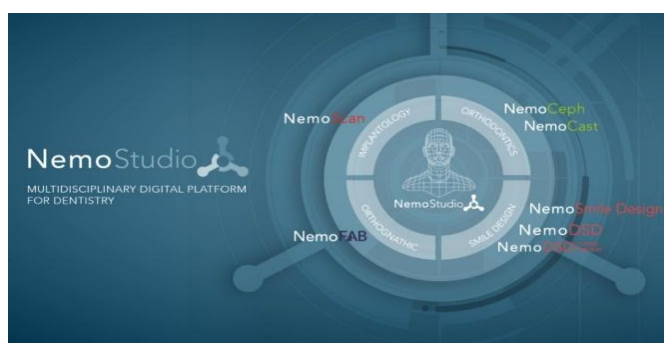 NemoStudio
MULTIDISCIPLINARY DIGITAL PLATFORM
FOR DENTISTRY
NemoScan
IMPLANTOLOGY
ORTHODONTICS
NemoCeph
NemoCast
NemoStudio
NemoFAB
ORTHOGNATHIC
SMILE DESIGN
NemoSmile Design
NemoDSD
Nemo